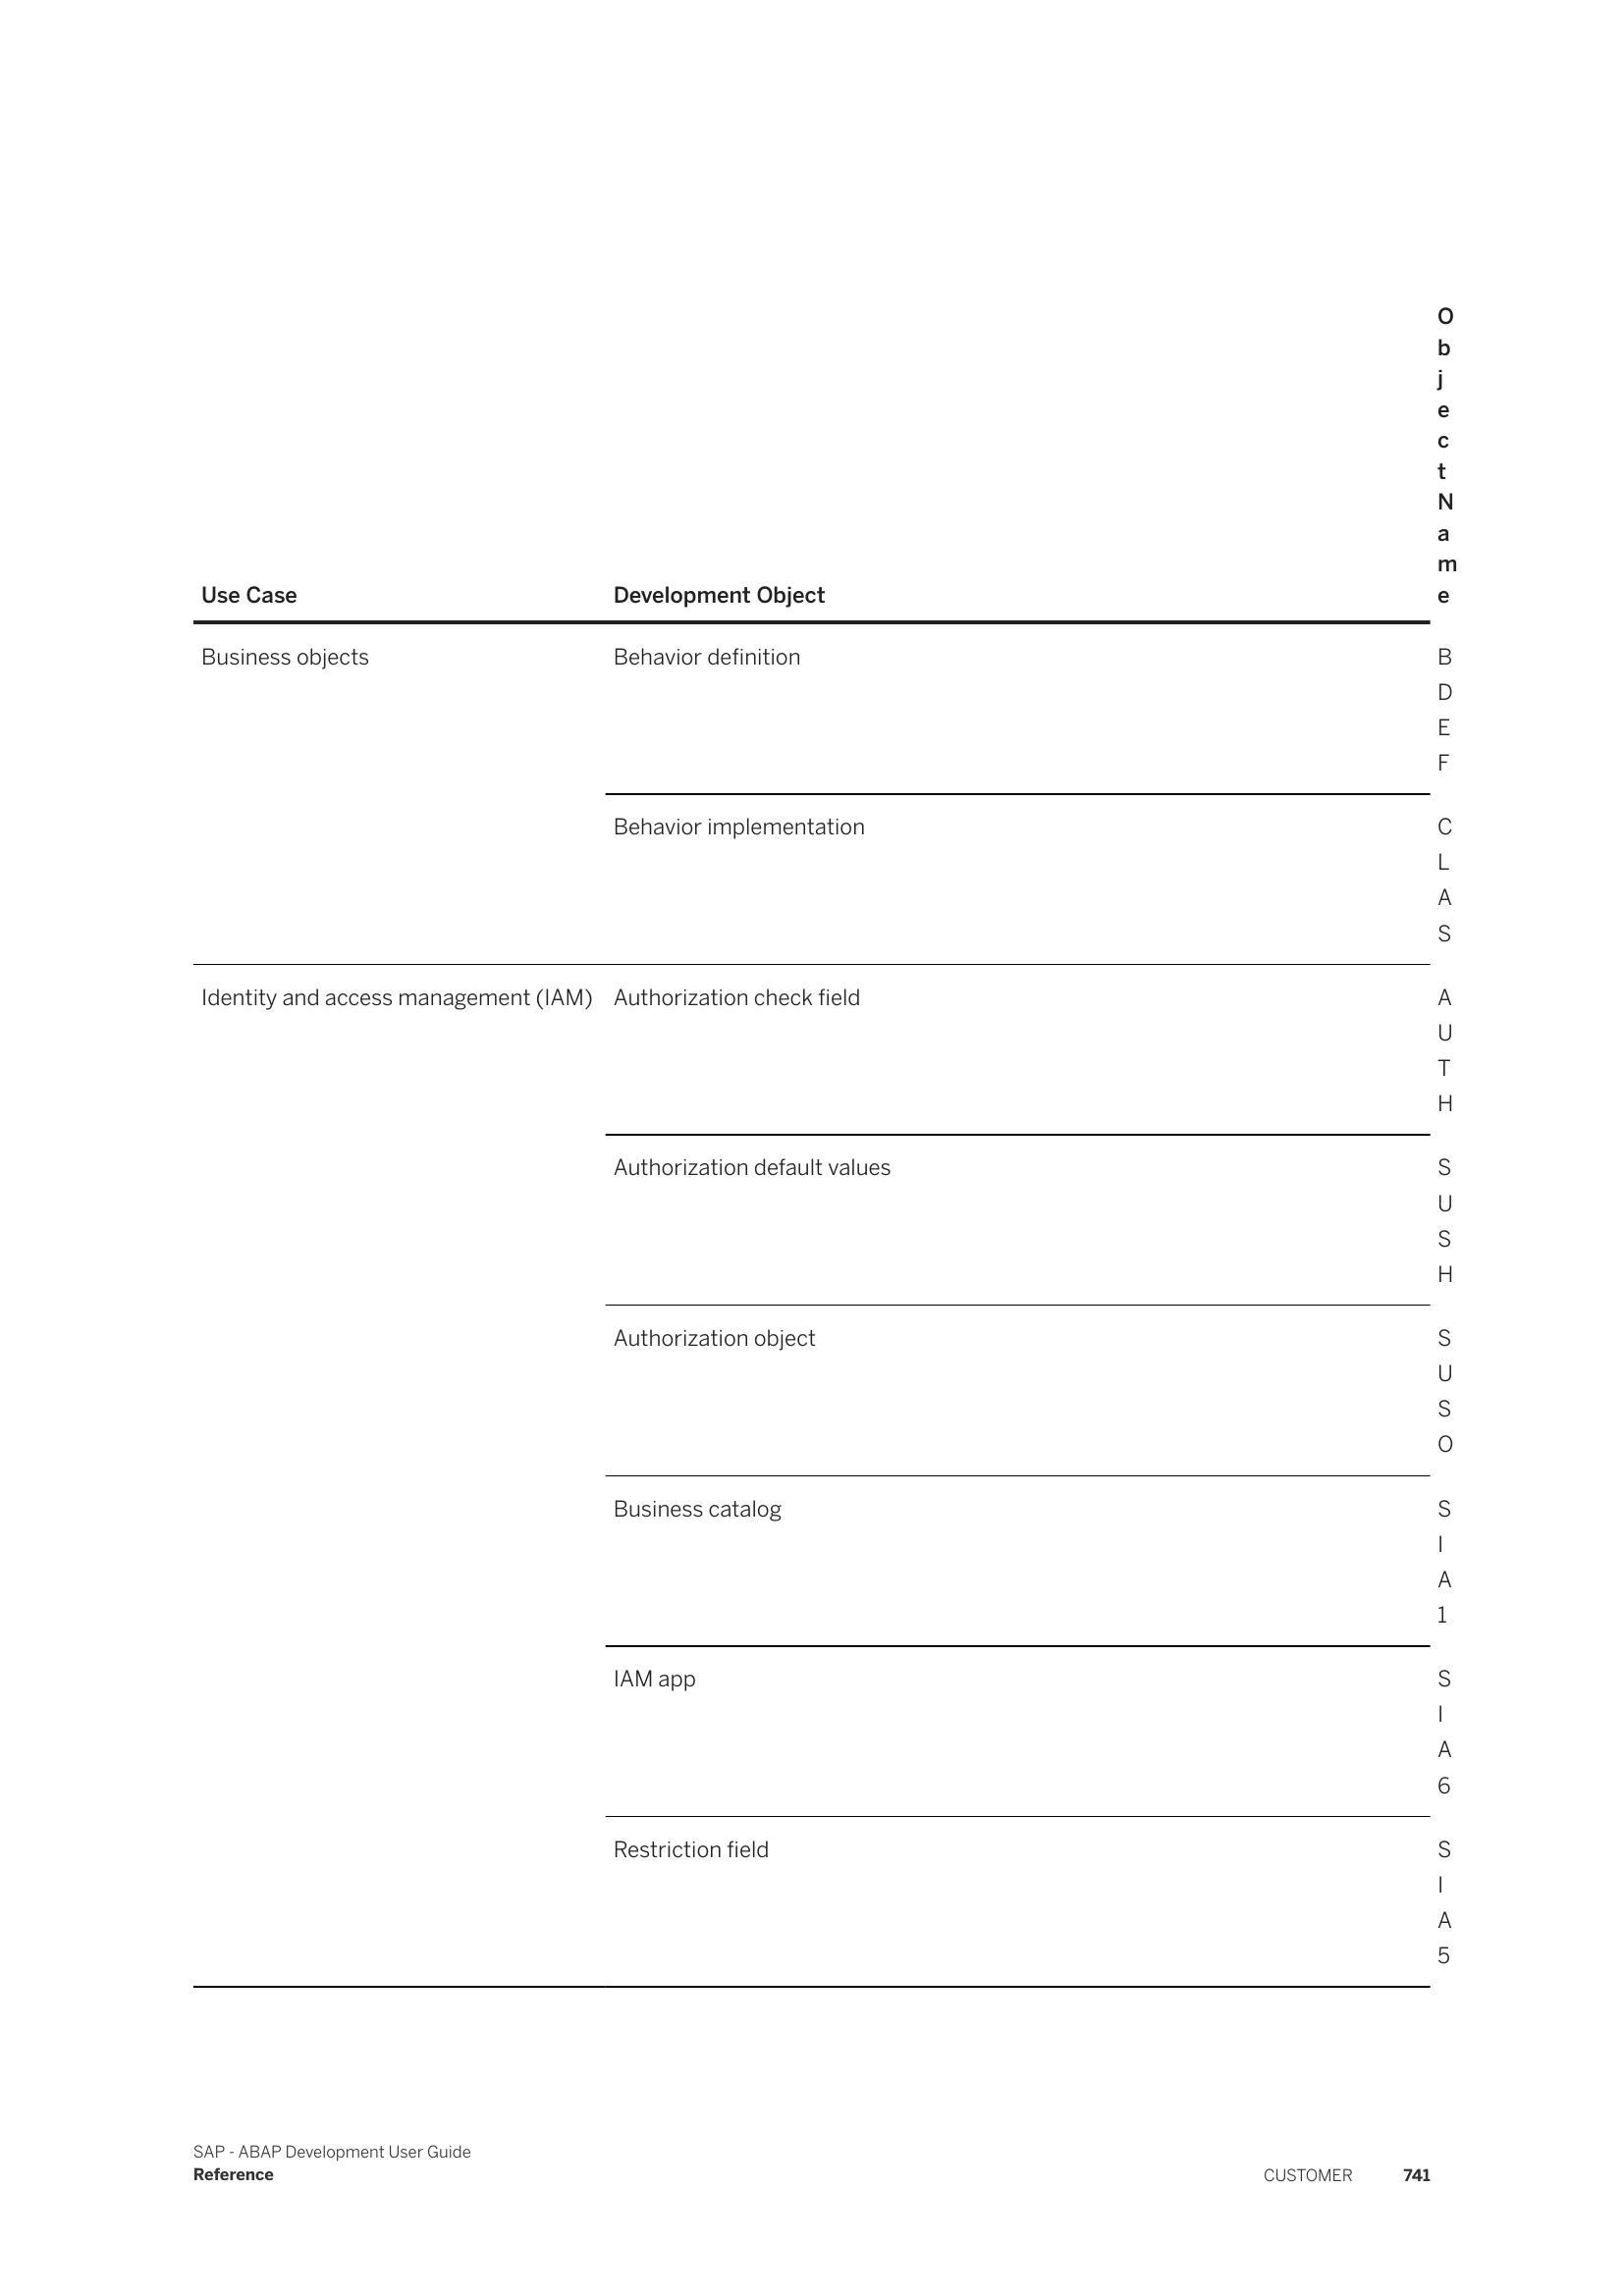 Use Case Development Object Object Name
Business objects Behavior definition BDEF
Behavior implementation CLAS
Identity and access management (IAM) Authorization check field AUTH
Authorization default values SUSH
Authorization object SUSO
Business catalog SIA1
IAM app SIA6
Restriction field SIA5
SAP - ABAP Development User Guide
Reference CUSTOMER 741